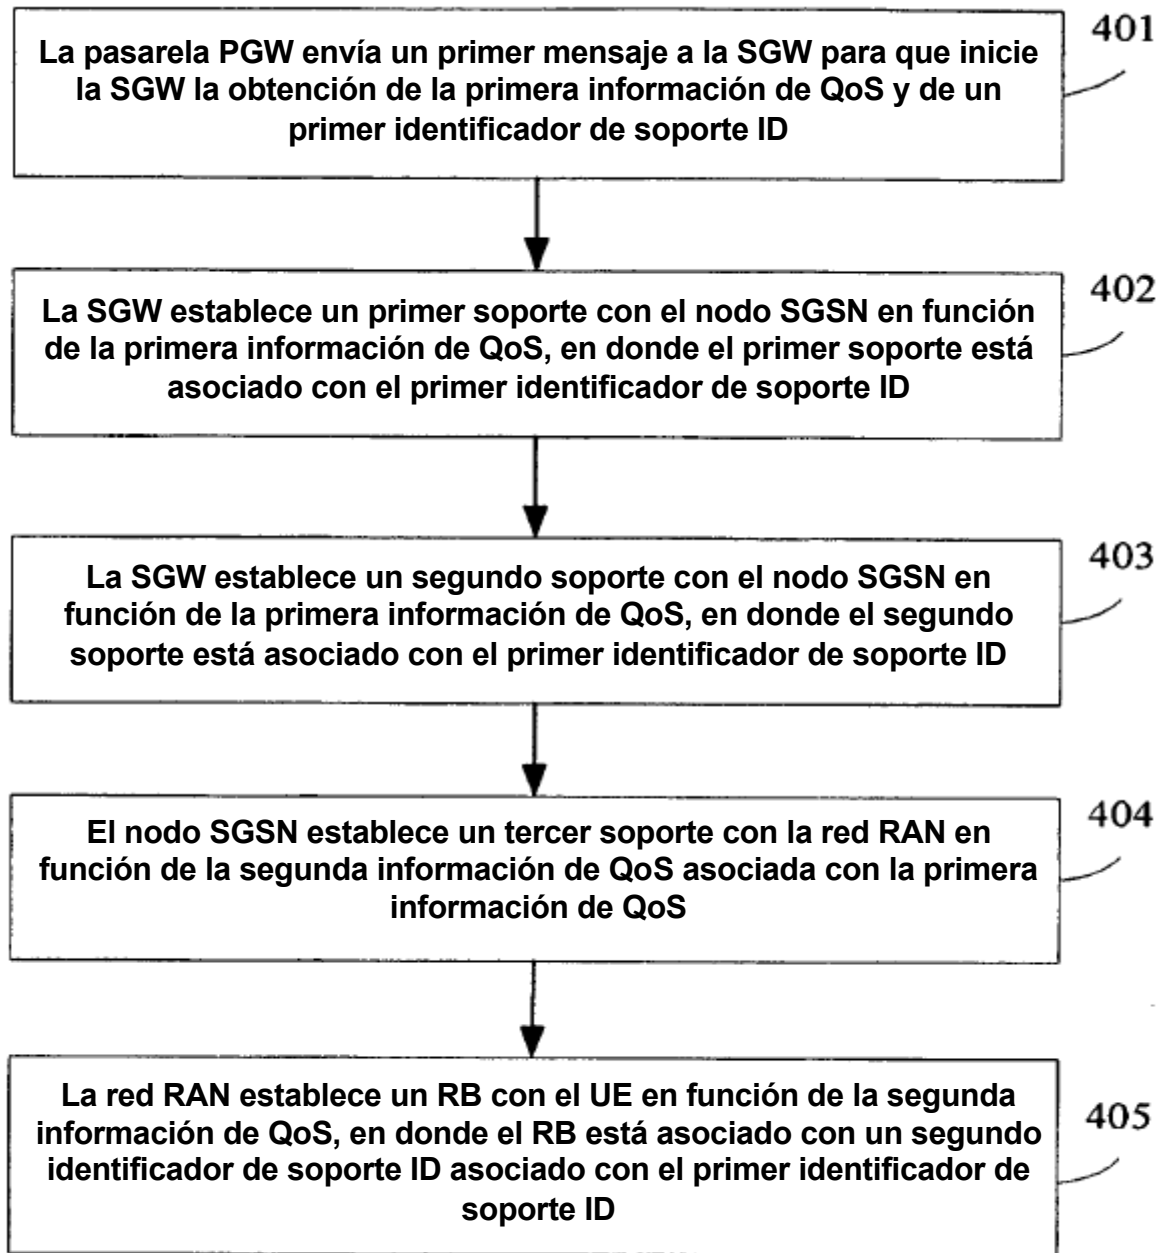 La pasarela PGW envía un primer mensaje a la SGW para que inicie
la SGW la obtención de la primera información de QoS y de un
primer identificador de soporte ID
401
La SGW establece un primer soporte con el nodo SGSN en función
de la primera información de QoS, en donde el primer soporte está
asociado con el primer identificador de soporte ID
402
La SGW establece un segundo soporte con el nodo SGSN en
función de la primera información de QoS, en donde el segundo
soporte está asociado con el primer identificador de soporte ID
403
El nodo SGSN establece un tercer soporte con la red RAN en
función de la segunda información de QoS asociada con la primera
información de QoS
404
La red RAN establece un RB con el UE en función de la segunda
información de QoS, en donde el RB está asociado con un segundo
identificador de soporte ID asociado con el primer identificador de
soporte ID
405